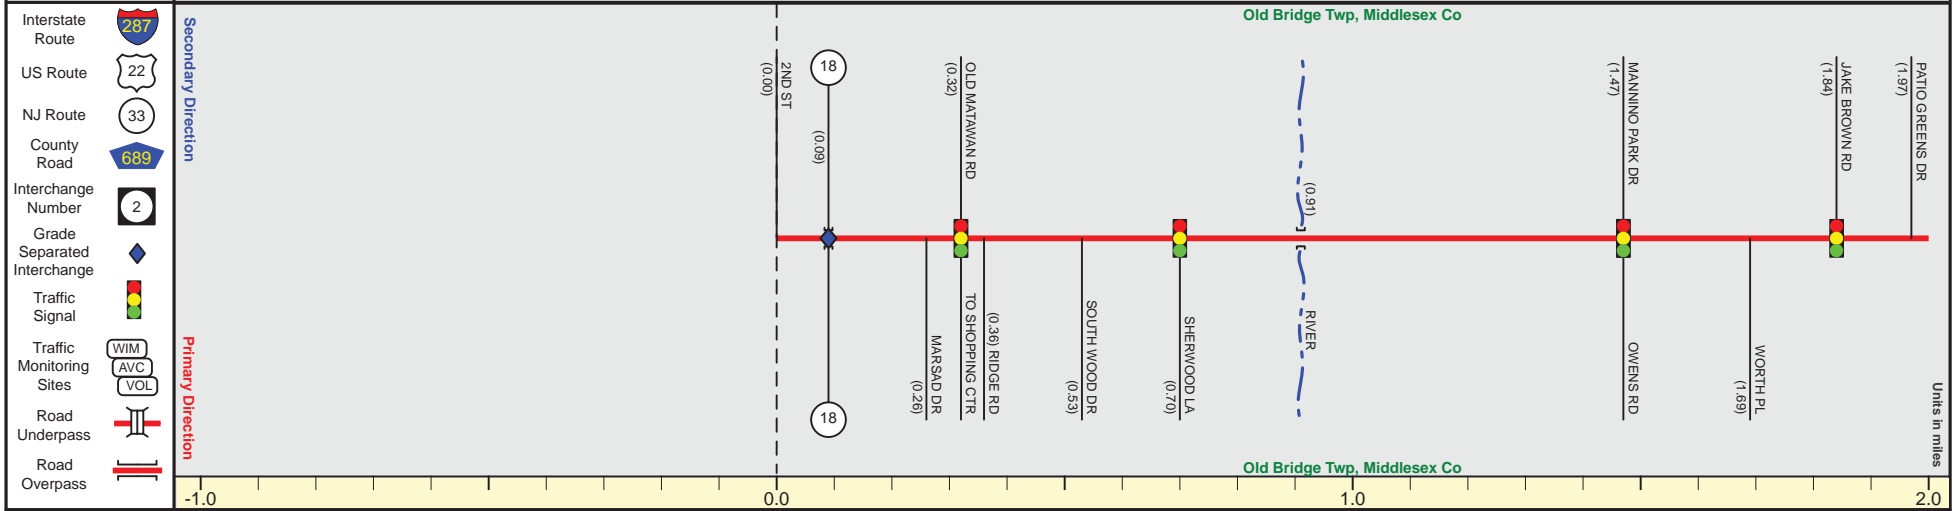 Interstate
Route
287
US Route
22
NJ Route
33
County
Road
689
Interchange
Number
2
Grade
Separated
Interchange
Traffic
Signal
Traffic
Monitoring
Sites
WIM
AVC
VOL
Road
Underpass
Road
Overpass
Secondary Direction
Primary Direction
Old Bridge Twp, Middlesex Co
2ND ST
(0.00)
18
(0.09)
OLD MATAWAN RD
(0.32)
(0.91)
MANNINO PARK DR
(1.47)
JAKE BROWN RD
(1.84)
PATIO GREENS DR
(1.97)
18
MARSAD DR
(0.26)
TO SHOPPING CTR
(0.36) RIDGE RD
SOUTH WOOD DR
(0.53)
SHERWOOD LA
(0.70)
RIVER
OWENS RD
WORTH PL
(1.69)
Units in miles
Old Bridge Twp, Middlesex Co
-1.0
0.0
1.0
2.0